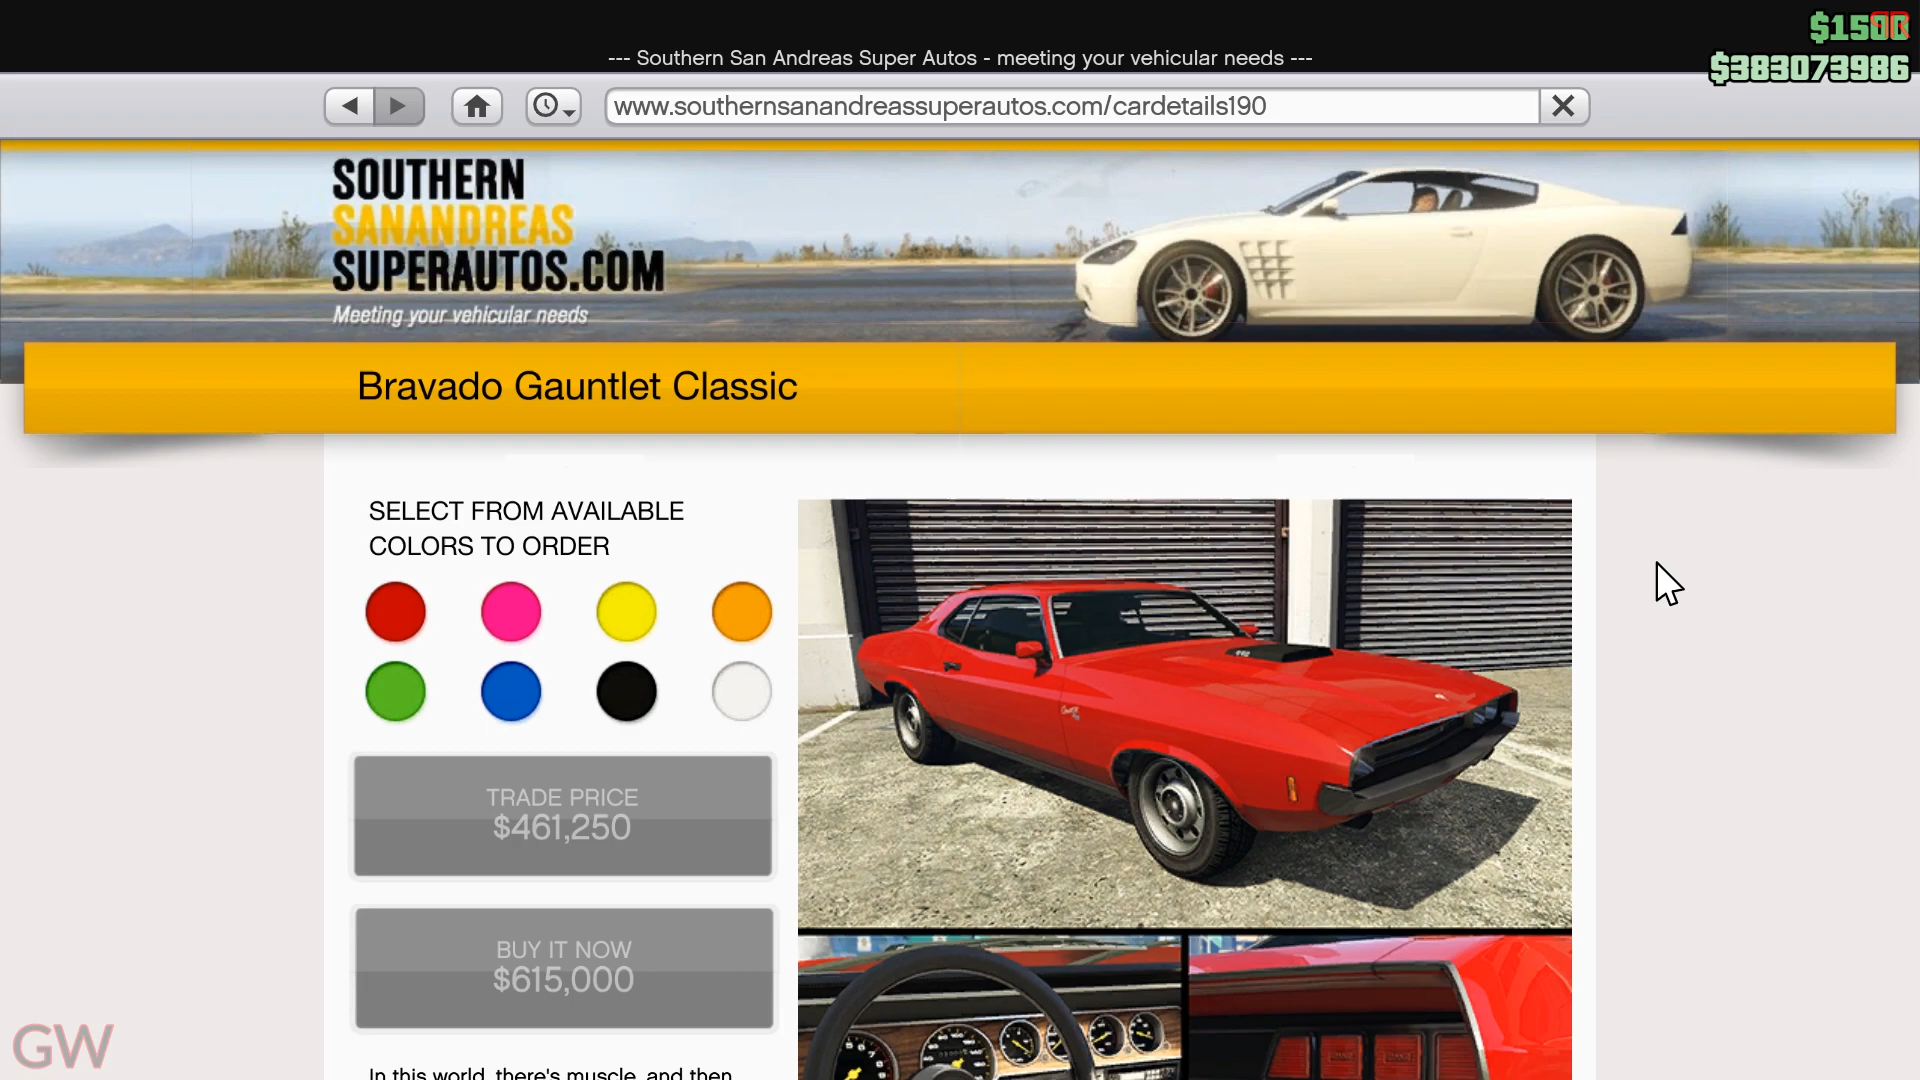 $1500
--- Southern San Andreas Super Autos - meeting your vehicular needs ---
$383073986
www.southernsanandreassuperautos.com/cardetails190
SOUTHERN
SANANDREAS
SUPERAUTOS.COM
Meeting your vehicular needs
Bravado Gauntlet Classic
SELECT FROM AVAILABLE
COLORS TO ORDER
TRADE PRICE
$461,250
BUY IT NOW
$615,000
GW
In this world, there's muscle, and then